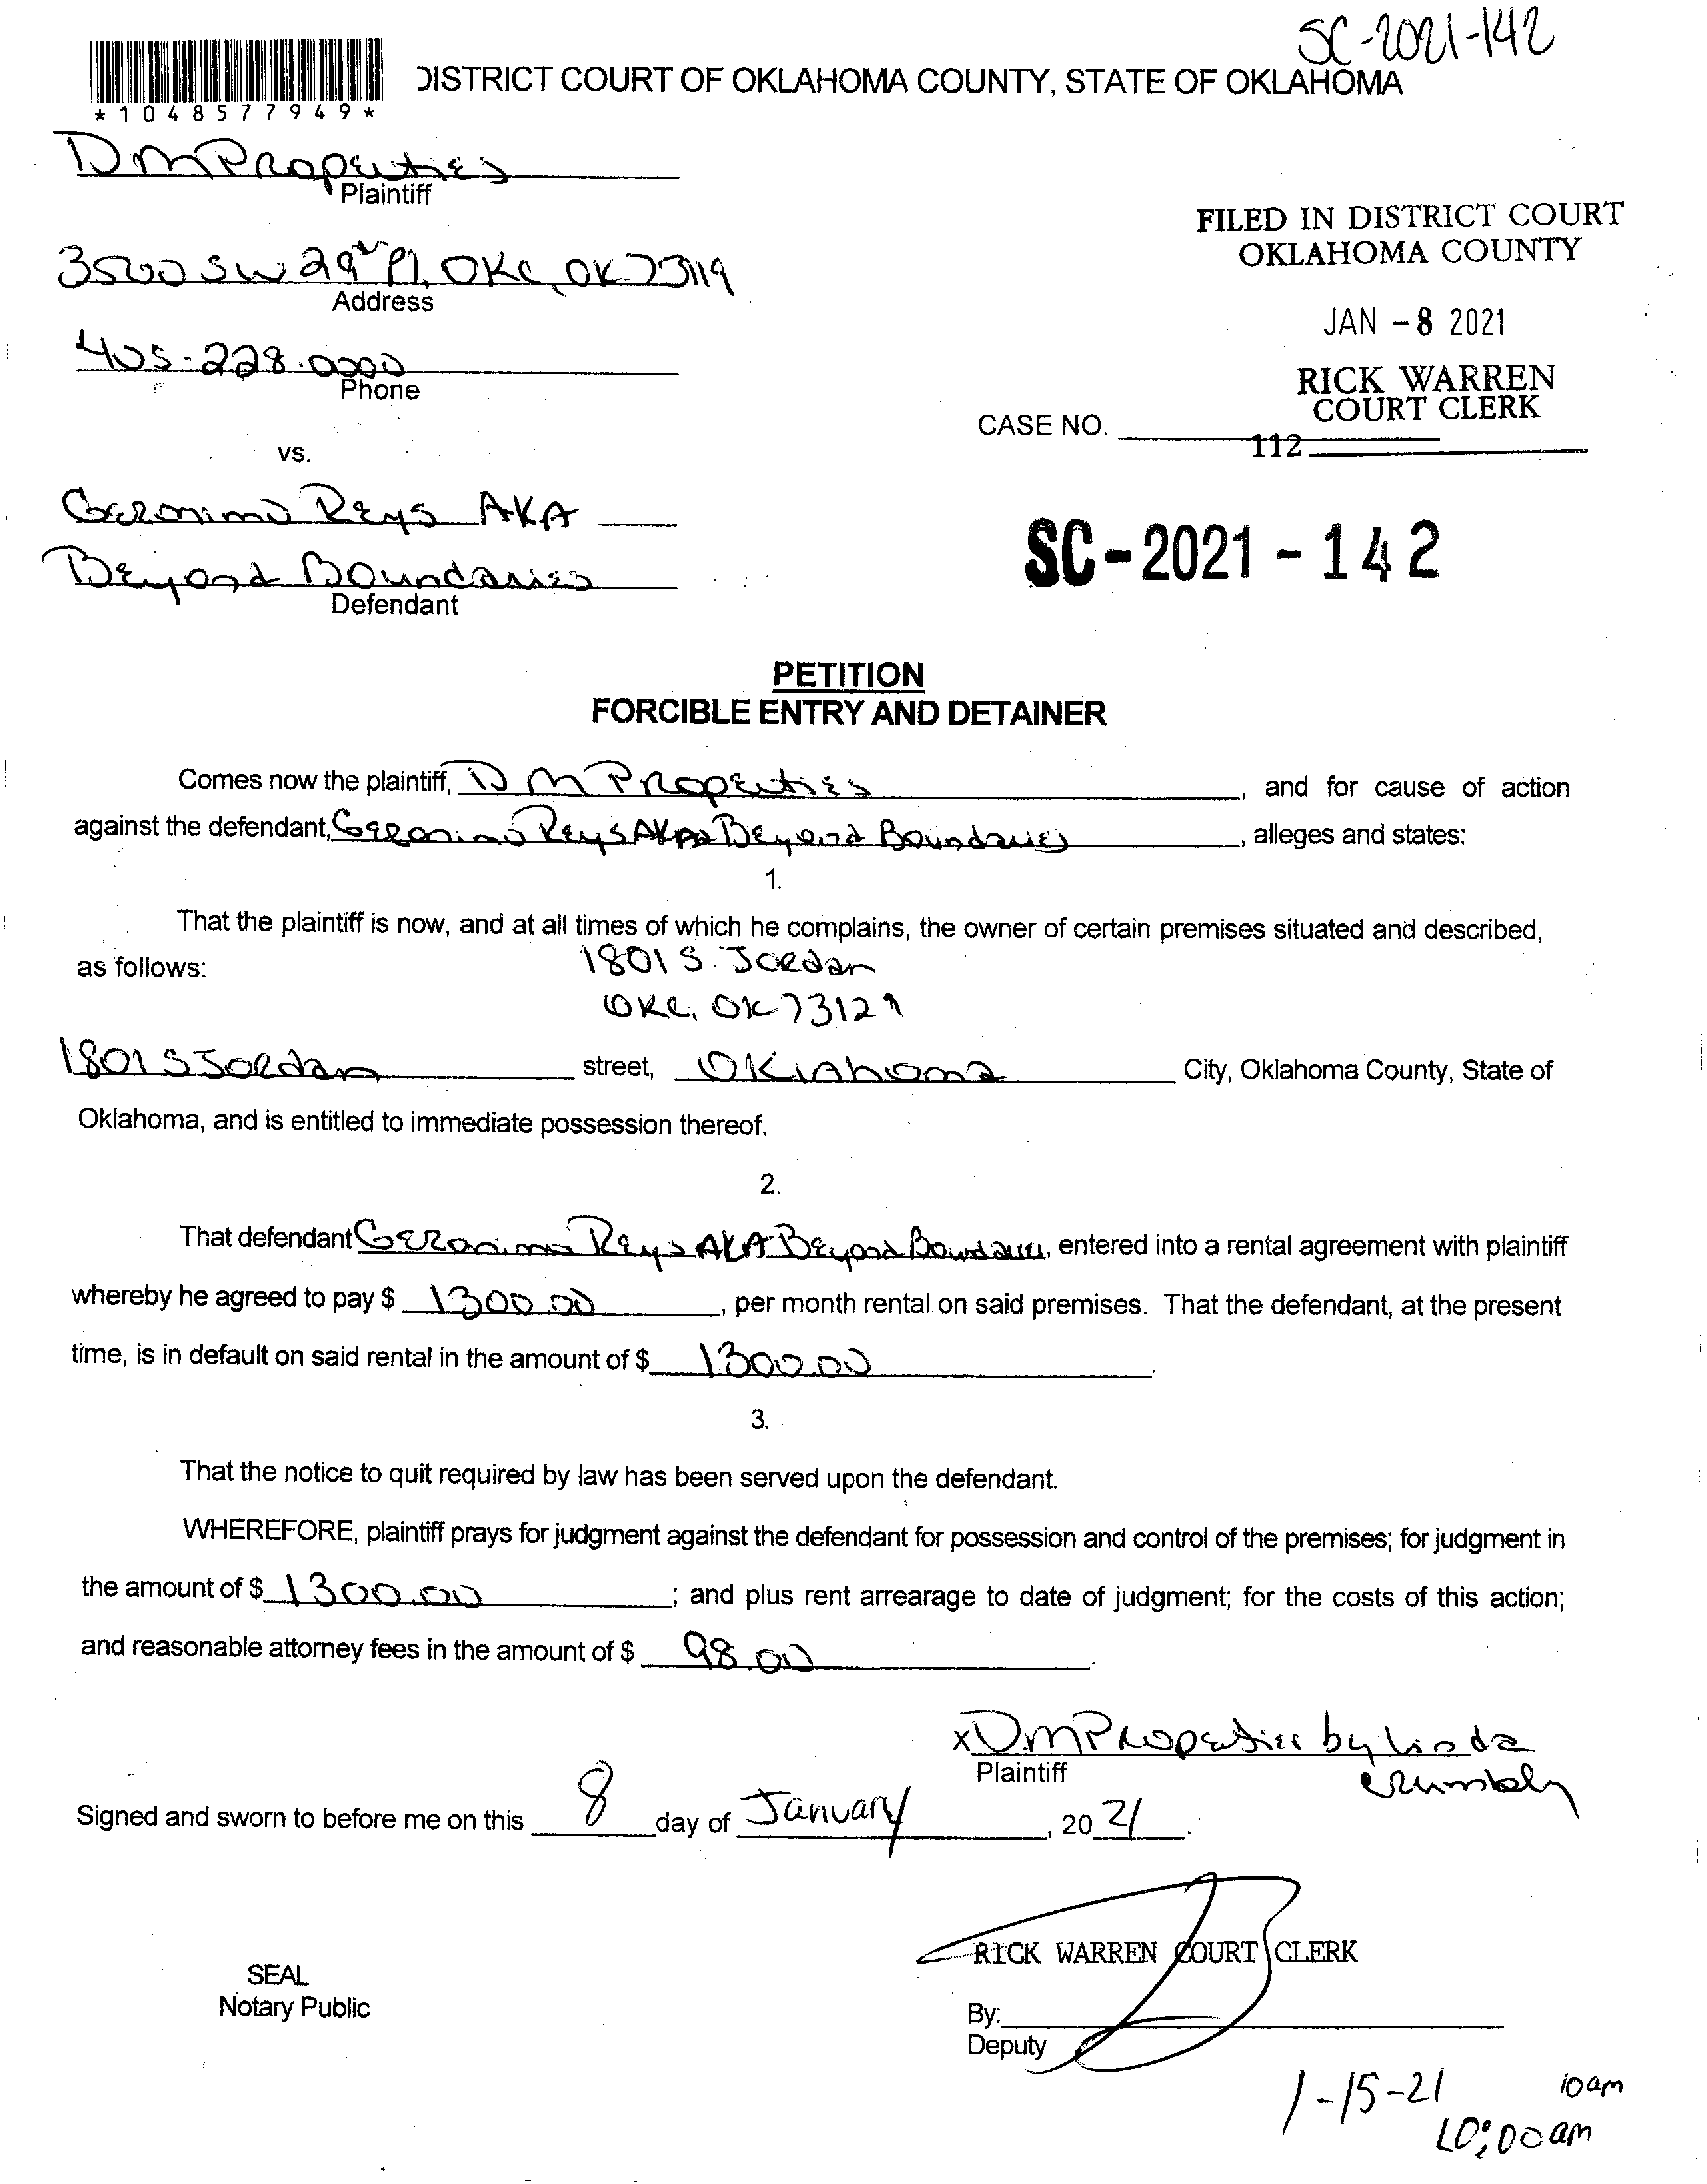 SC-2021-142
DISTRICT COURT OF OKLAHOMA COUNTY, STATE OF OKLAHOMA
*1048577949*
DM Properties
Plaintiff
3500 SW 29th Pl, OKC, OK 73119
Address
405-228.0000
Phone
vs.
Geronimo Reys AKA
Beyond Boundaries
Defendant
FILED IN DISTRICT COURT
OKLAHOMA COUNTY
JAN - 8 2021
RICK WARREN
COURT CLERK
CASE NO.
112
SC-2021-142
PETITION
FORCIBLE ENTRY AND DETAINER
Comes now the plaintiff, DM Properties, and for cause of action
against the defendant, Geronimo Reys AKA Beyond Boundaries, alleges and states:
1.
That the plaintiff is now, and at all times of which he complains, the owner of certain premises situated and described,
as follows: 1801 S. Jordan
OKC, OK 73129
1801 S Jordan street, Oklahoma City, Oklahoma County, State of
Oklahoma, and is entitled to immediate possession thereof.
2.
That defendant Geronimo Reys AKA Beyond Boundaries, entered into a rental agreement with plaintiff
whereby he agreed to pay $ 1300.00, per month rental on said premises. That the defendant, at the present
time, is in default on said rental in the amount of $ 1300.00.
3.
That the notice to quit required by law has been served upon the defendant.
WHEREFORE, plaintiff prays for judgment against the defendant for possession and control of the premises; for judgment in
the amount of $ 1300.00; and plus rent arrearage to date of judgment; for the costs of this action;
and reasonable attorney fees in the amount of $ 98.00.
x DM Properties by Linda
Crumbly
Plaintiff
Signed and sworn to before me on this 8 day of January, 2021.
RICK WARREN COURT CLERK
SEAL
Notary Public
By:
Deputy
1-15-21 10am
10:00am